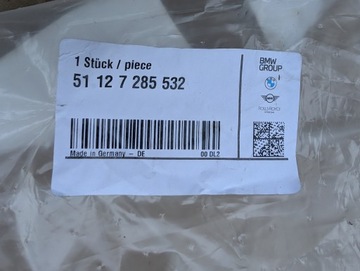 1 Stück / piece
51 12 7 285 532
Made in Germany - DE
00 DL2
BMW
GROUP